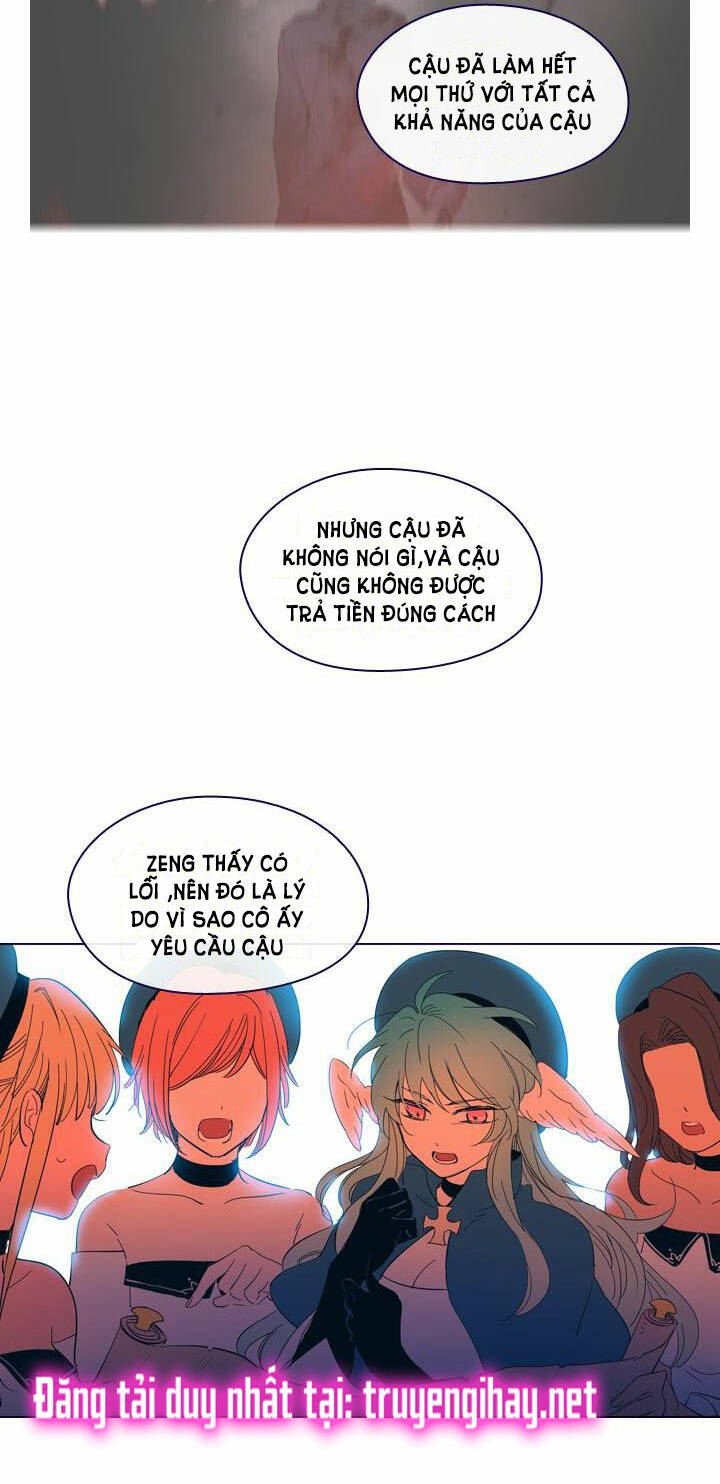 CẬU ĐÃ LÀM HẾT
MỌI THỨ VỚI TẤT CẢ
KHẢ NĂNG CỦA CẬU
NHƯNG CẬU ĐÃ
KHÔNG NÓI GÌ,VÀ CẬU
CŨNG KHÔNG ĐƯỢC
TRẢ TIỀN ĐÚNG CÁCH
ZENG THẤY CÓ
LỖI ,NÊN ĐÓ LÀ LÝ
DO VÌ SAO CÔ ẤY
YÊU CẦU CẬU
Đăng tải duy nhất tại: truyengihay.net